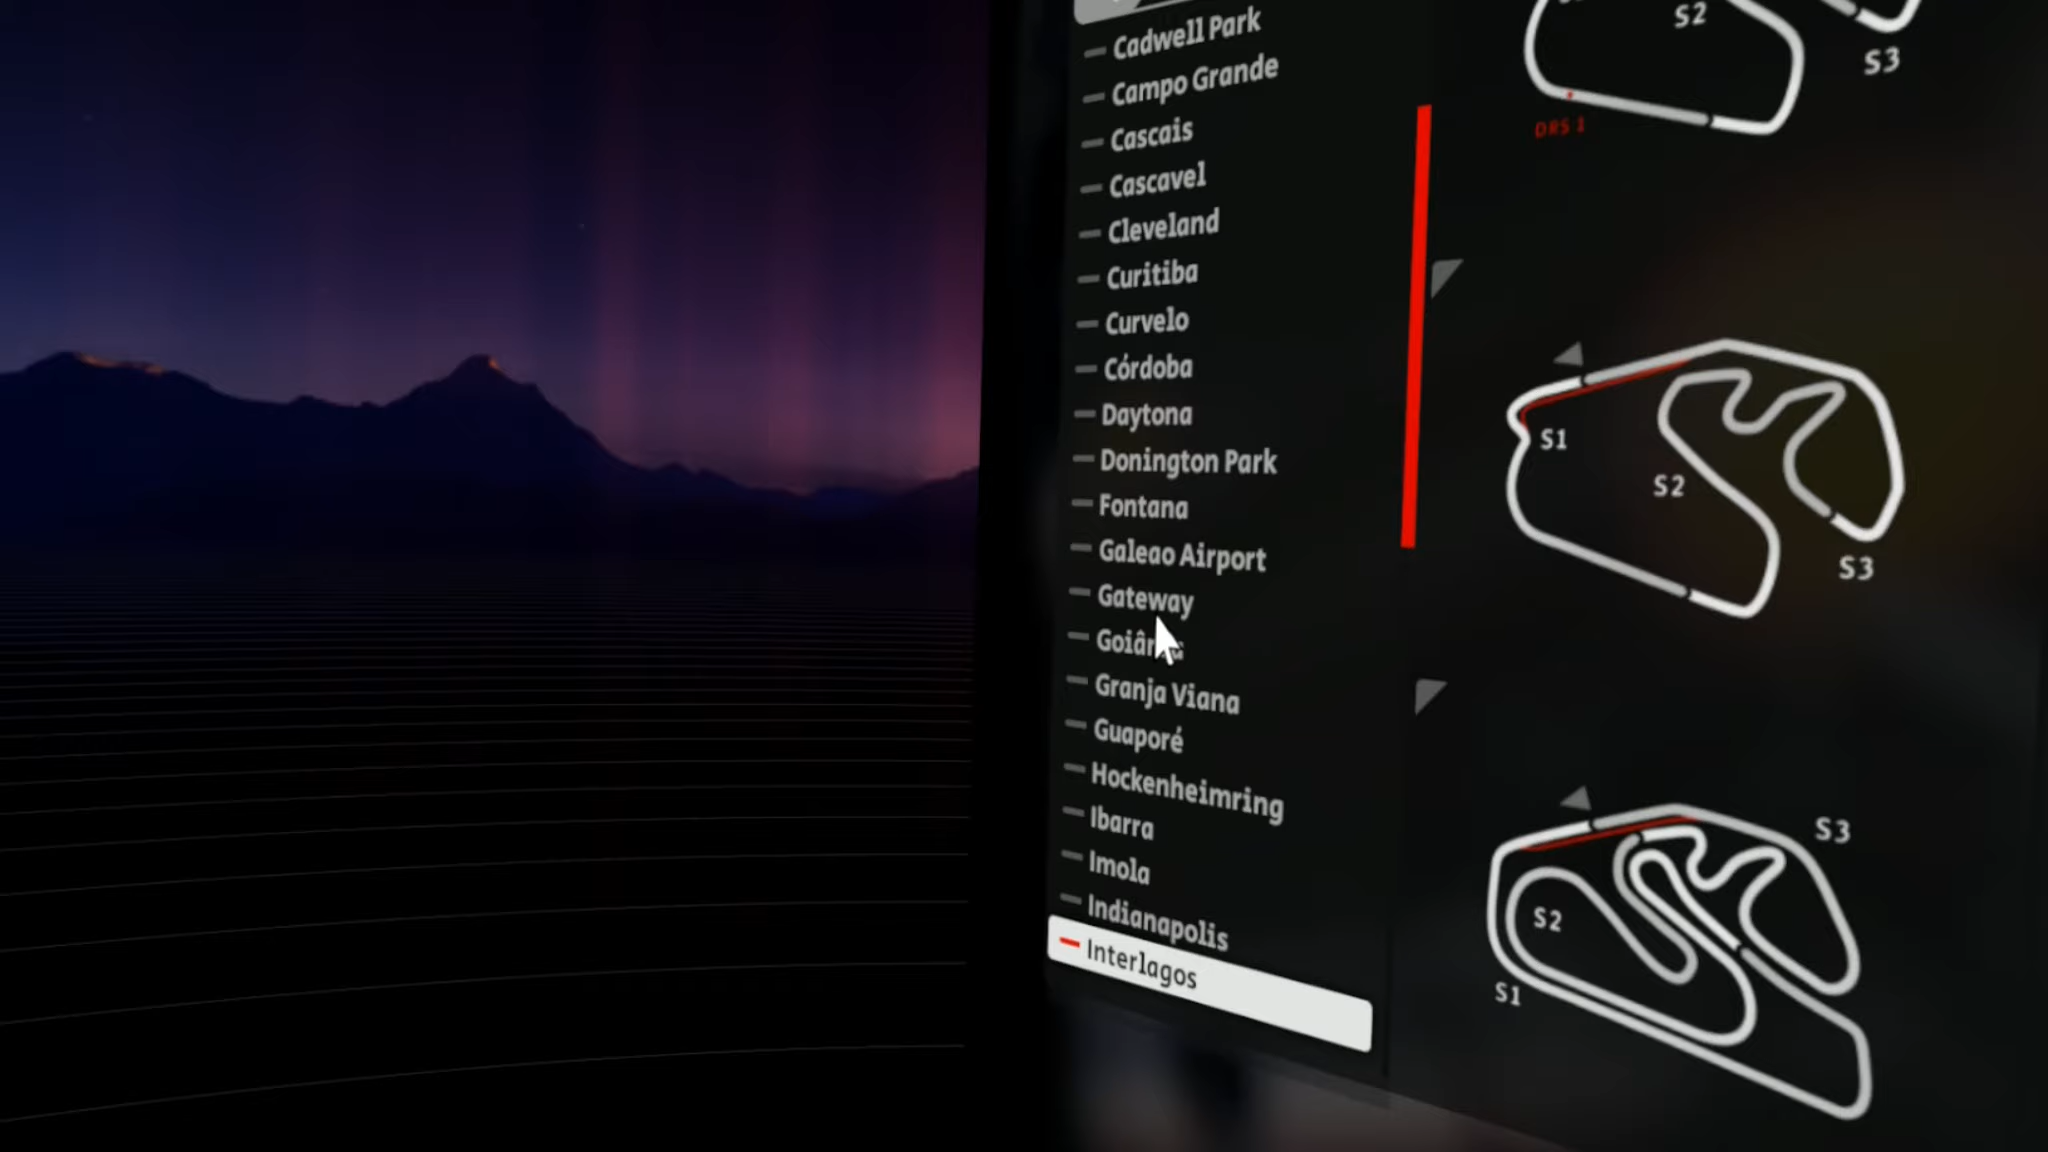 Cadwell Park
Campo Grande
Cascais
Cascavel
Cleveland
Curitiba
Curvelo
Córdoba
Daytona
Donington Park
Fontana
Galeao Airport
Gateway
Granja Viana
Guaporé
Hockenheimring
Ibarra
Imola
Indianapolis
Interlagos
S2
S3
DRS 1
S1
S2
S3
S3
S2
S1